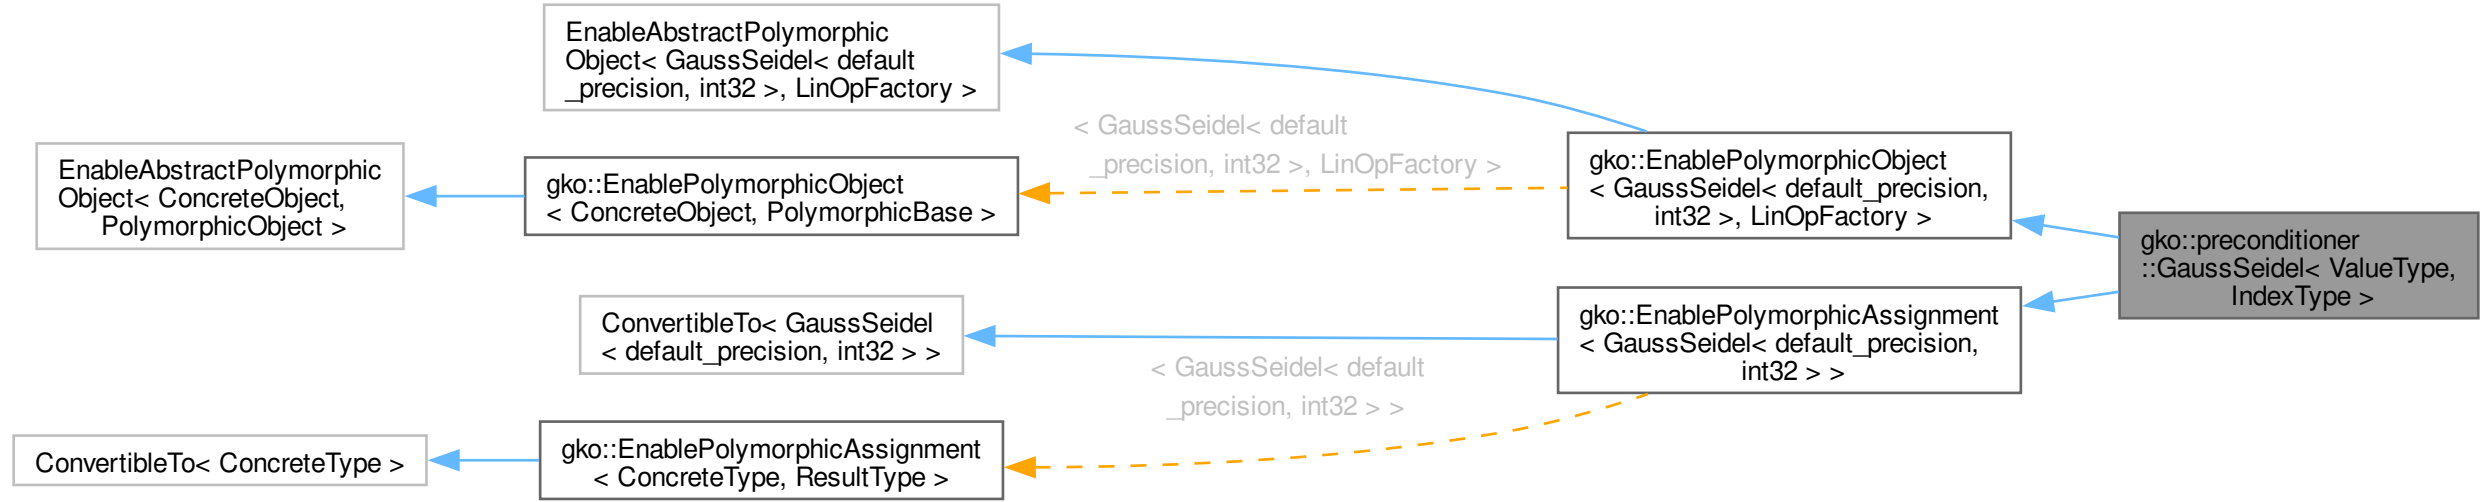 EnableAbstractPolymorphic
Object< GaussSeidel< default
_precision, int32 >, LinOpFactory >
EnableAbstractPolymorphic
Object< ConcreteObject,
PolymorphicObject >
gko::EnablePolymorphicObject
< ConcreteObject, PolymorphicBase >
< GaussSeidel< default
_precision, int32 >, LinOpFactory >
gko::EnablePolymorphicObject
< GaussSeidel< default_precision,
int32 >, LinOpFactory >
gko::preconditioner
::GaussSeidel< ValueType,
IndexType >
ConvertibleTo< GaussSeidel
< default_precision, int32 > >
gko::EnablePolymorphicAssignment
< GaussSeidel< default_precision,
int32 > >
< GaussSeidel< default
_precision, int32 > >
ConvertibleTo< ConcreteType >
gko::EnablePolymorphicAssignment
< ConcreteType, ResultType >